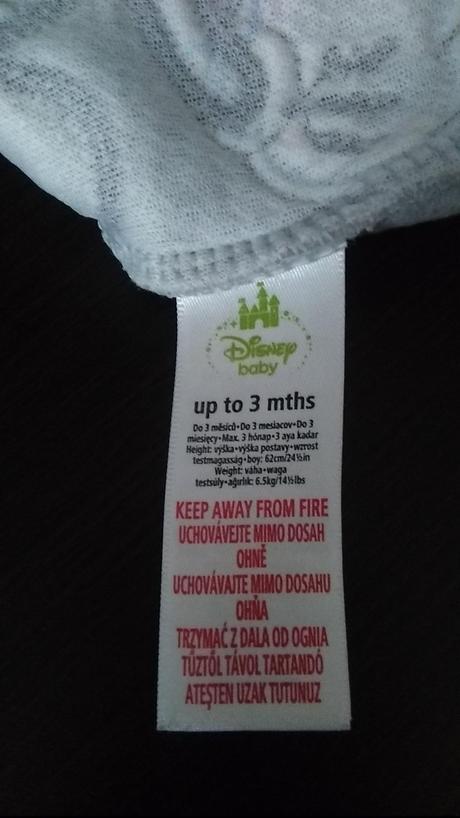 Disney
baby
up to 3 mths
Do 3 měsíců•Do 3 mesiacov•Do 3
miesięcy•Max. 3 hónap•3 aya kadar
Height: výška•výška postavy•wzrost
testmagasság•boy: 62cm/24½in
Weight: váha•waga
testsúly•ağırlık: 6.5kg/14½lbs
KEEP AWAY FROM FIRE
UCHOVÁVEJTE MIMO DOSAH
OHNĚ
UCHOVÁVAJTE MIMO DOSAHU
OHŇA
TRZYMAĆ Z DALA OD OGNIA
TŰZTŐL TÁVOL TARTANDÓ
ATEŞTEN UZAK TUTUNUZ